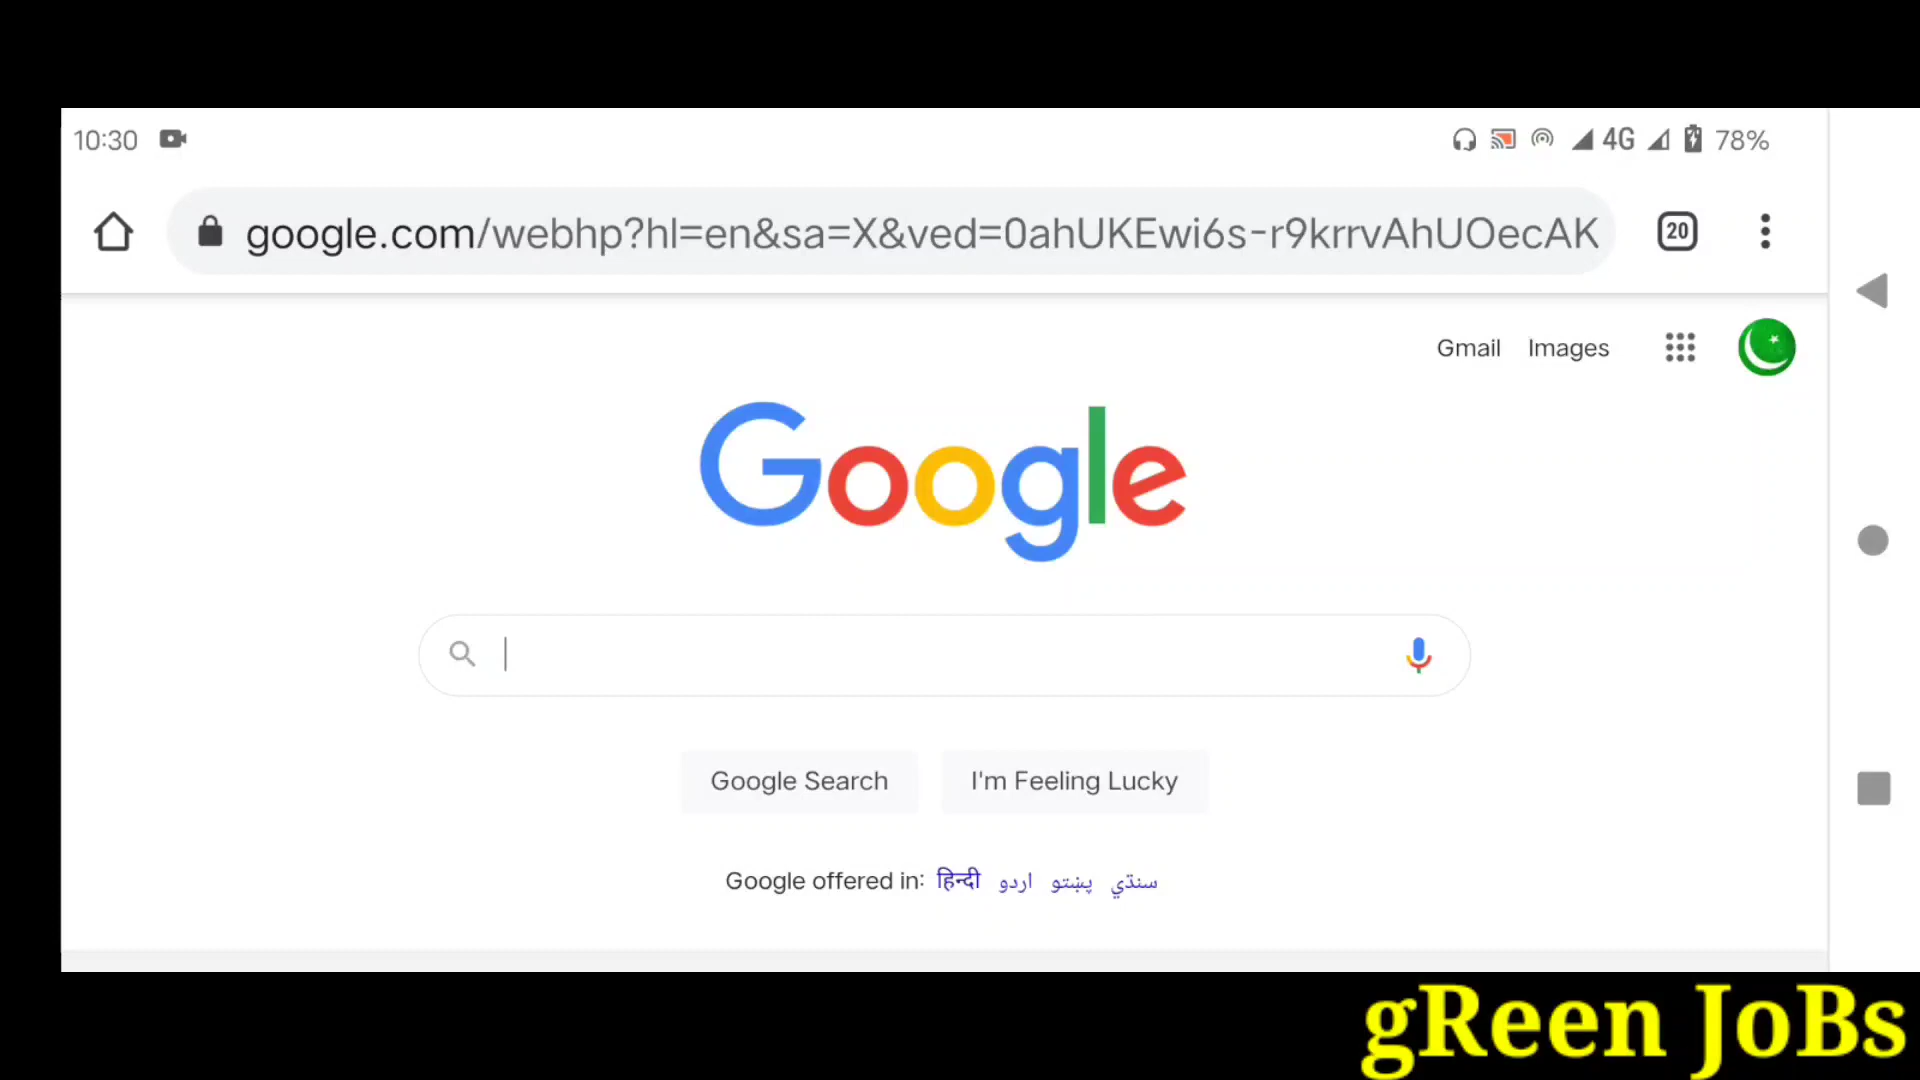 10:30 4G 78%
google.com/webhp?hl=en&sa=X&ved=0ahUKEwi6s-r9krrvAhUOecAK 20
Gmail Images
Google
Google Search I'm Feeling Lucky
Google offered in: हिन्दी اردو پښتو سنڌي
gReen JoBs